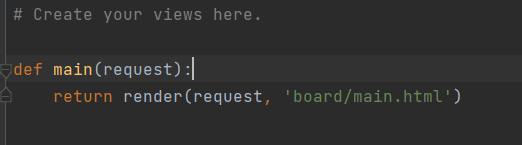 # Create your views here.
def main(request):
    return render(request, 'board/main.html')